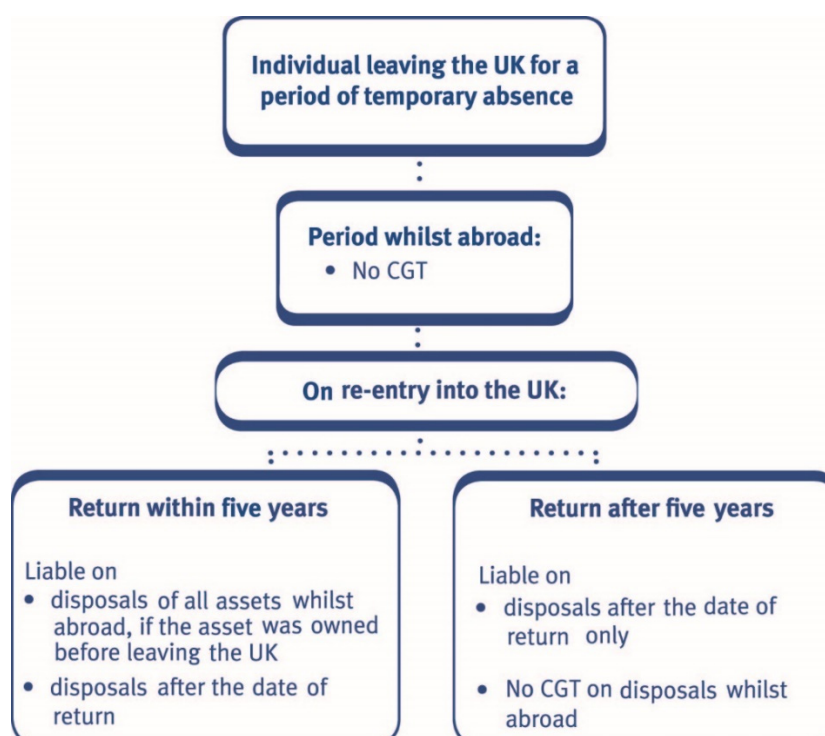 Individual leaving the UK for a
period of temporary absence
Period whilst abroad:
• No CGT
On re-entry into the UK:
Return within five years
Liable on
• disposals of all assets whilst
abroad, if the asset was owned
before leaving the UK
• disposals after the date of
return
Return after five years
Liable on
• disposals after the date of
return only
• No CGT on disposals whilst
abroad